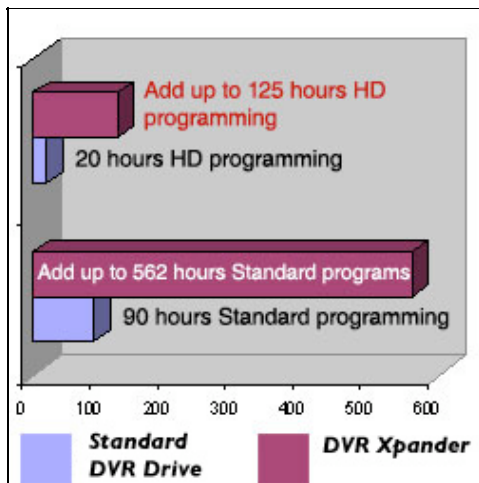 Add up to 125 hours HD
programming
20 hours HD programming
Add up to 562 hours Standard programs
90 hours Standard programming
0 100 200 300 400 500 600
Standard
DVR Drive
DVR Xpander